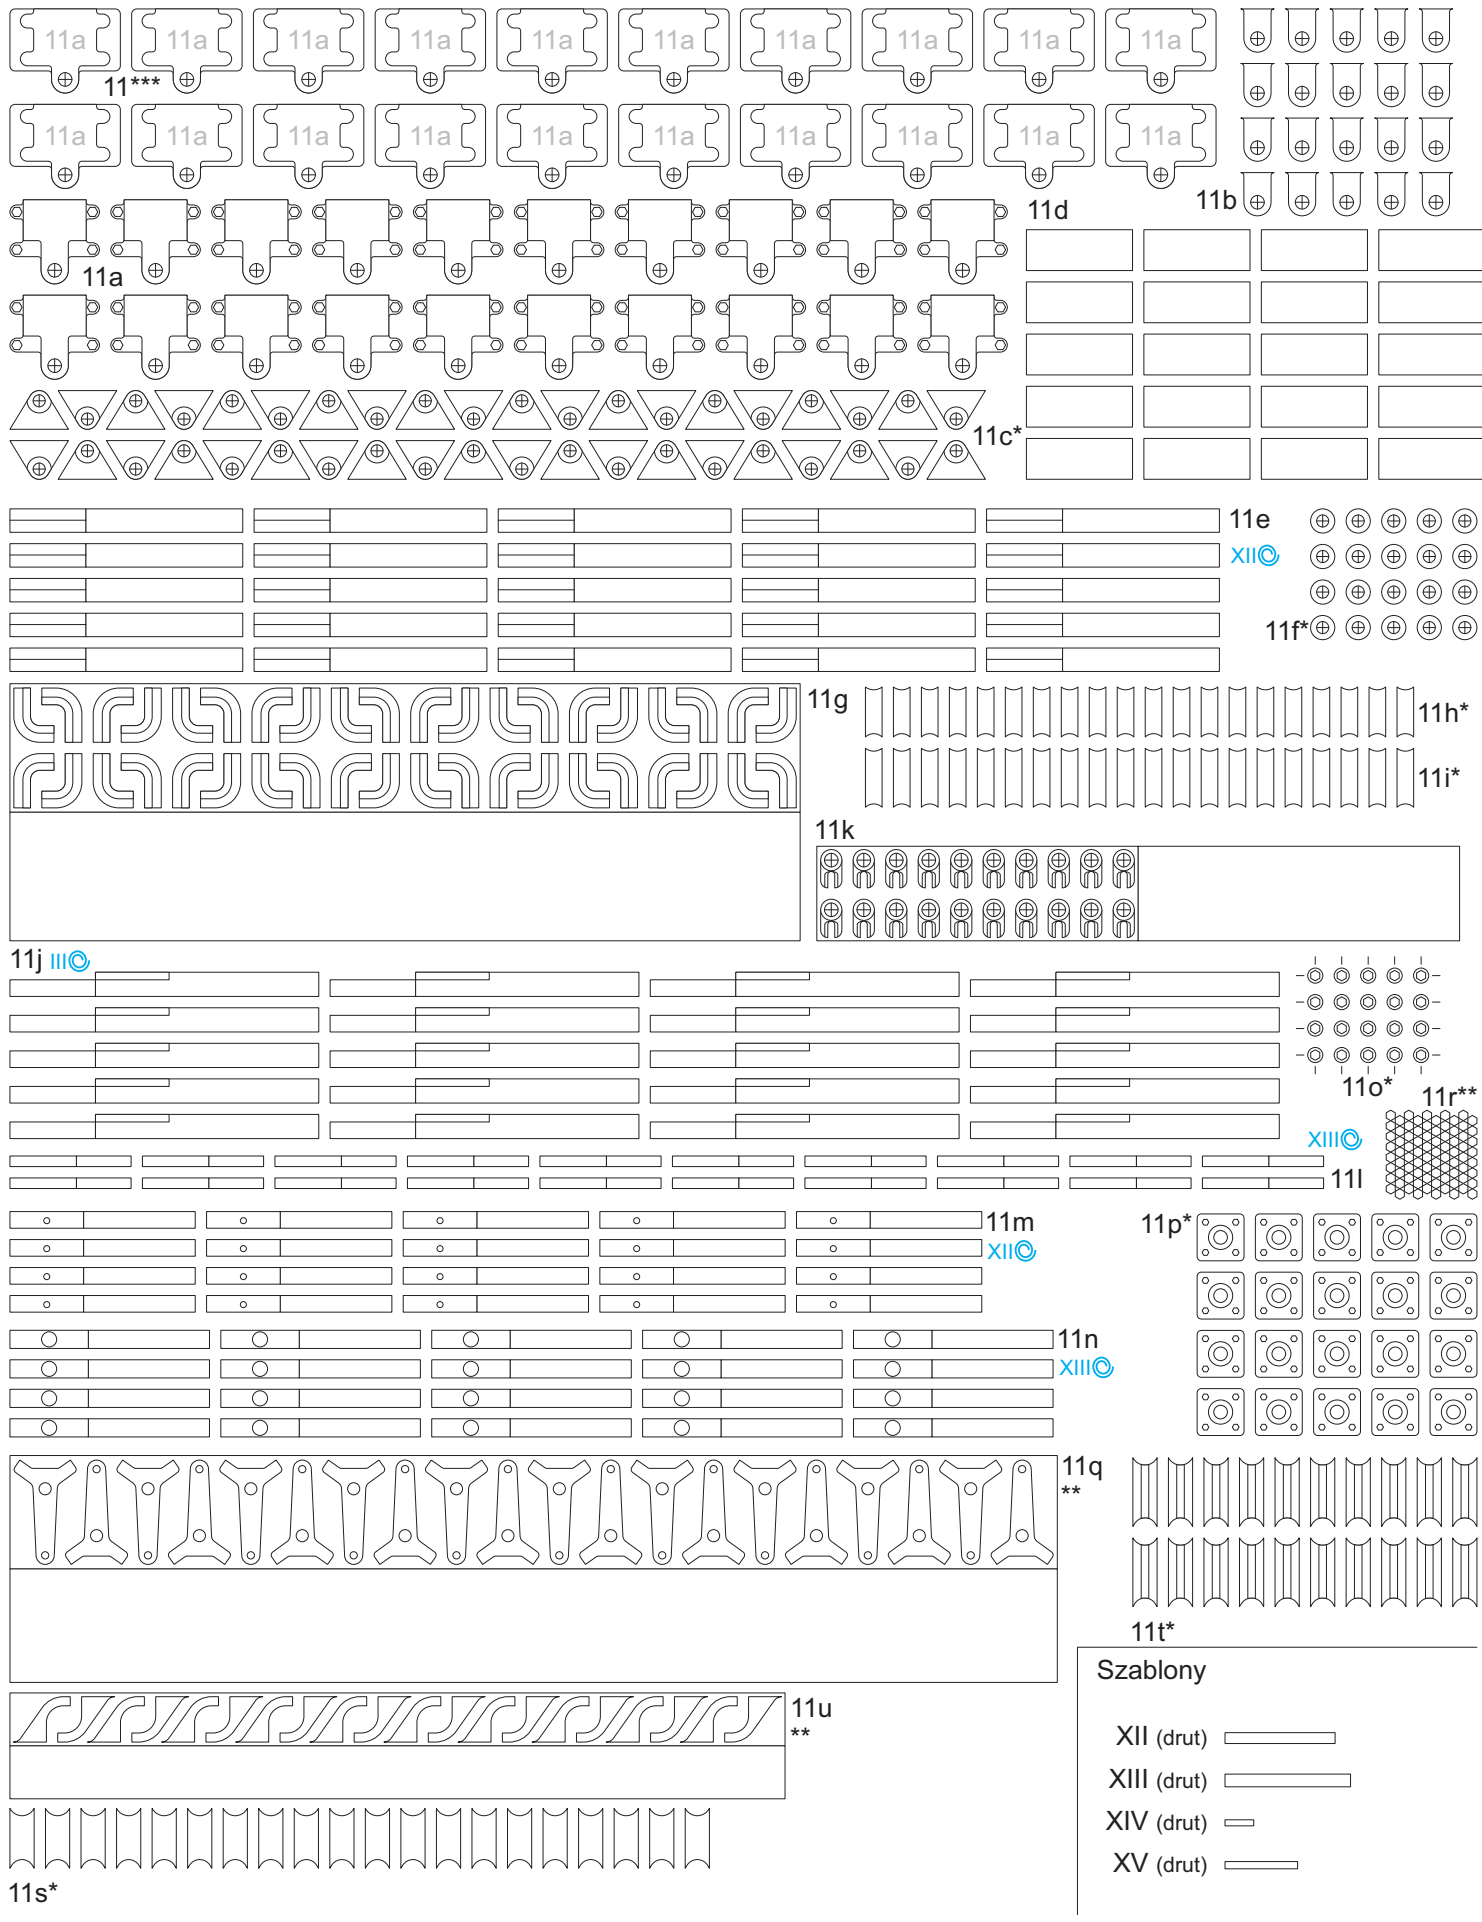 11a 11a 11a 11a 11a 11a 11a 11a 11a 11a
11***
11a 11a 11a 11a 11a 11a 11a 11a 11a 11a
11b
11d
11a
11c*
11e
XII
11f*
11g
11h*
11i*
11k
11j III
11o*
11r**
XIII
11l
11m
XII
11p*
11n
XIII
11q
**
11t*
Szablony
11u
**
XII (drut)
XIII (drut)
XIV (drut)
XV (drut)
11s*